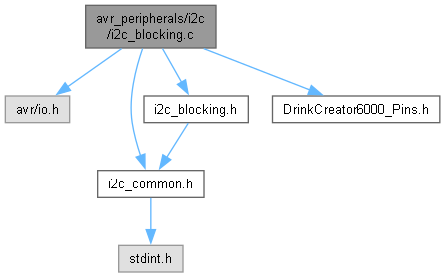 avr_peripherals/i2c
/i2c_blocking.c
avr/io.h
i2c_blocking.h
DrinkCreator6000_Pins.h
i2c_common.h
stdint.h